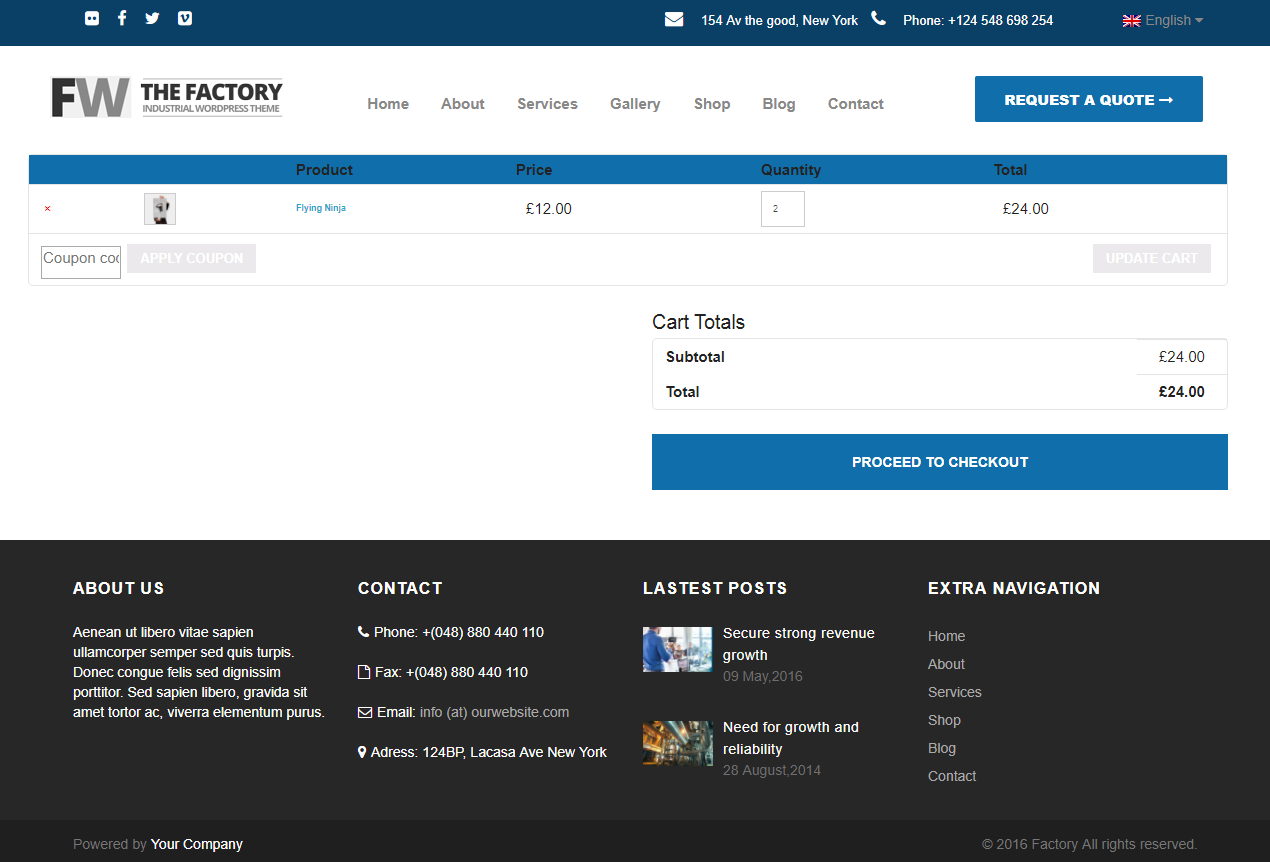 154 Av the good, New York Phone: +124 548 698 254 English
FW THE FACTORY
INDUSTRIAL WORDPRESS THEME
Home About Services Gallery Shop Blog Contact
REQUEST A QUOTE
Product Price Quantity Total
× Flying Ninja £12.00 2 £24.00
Coupon coc APPLY COUPON UPDATE CART
Cart Totals
Subtotal £24.00
Total £24.00
PROCEED TO CHECKOUT
ABOUT US
Aenean ut libero vitae sapien
ullamcorper semper sed quis turpis.
Donec congue felis sed dignissim
porttitor. Sed sapien libero, gravida sit
amet tortor ac, viverra elementum purus.
CONTACT
Phone: +(048) 880 440 110
Fax: +(048) 880 440 110
Email: info (at) ourwebsite.com
Adress: 124BP, Lacasa Ave New York
LASTEST POSTS
Secure strong revenue
growth
09 May,2016
Need for growth and
reliability
28 August,2014
EXTRA NAVIGATION
Home
About
Services
Shop
Blog
Contact
Powered by Your Company
© 2016 Factory All rights reserved.